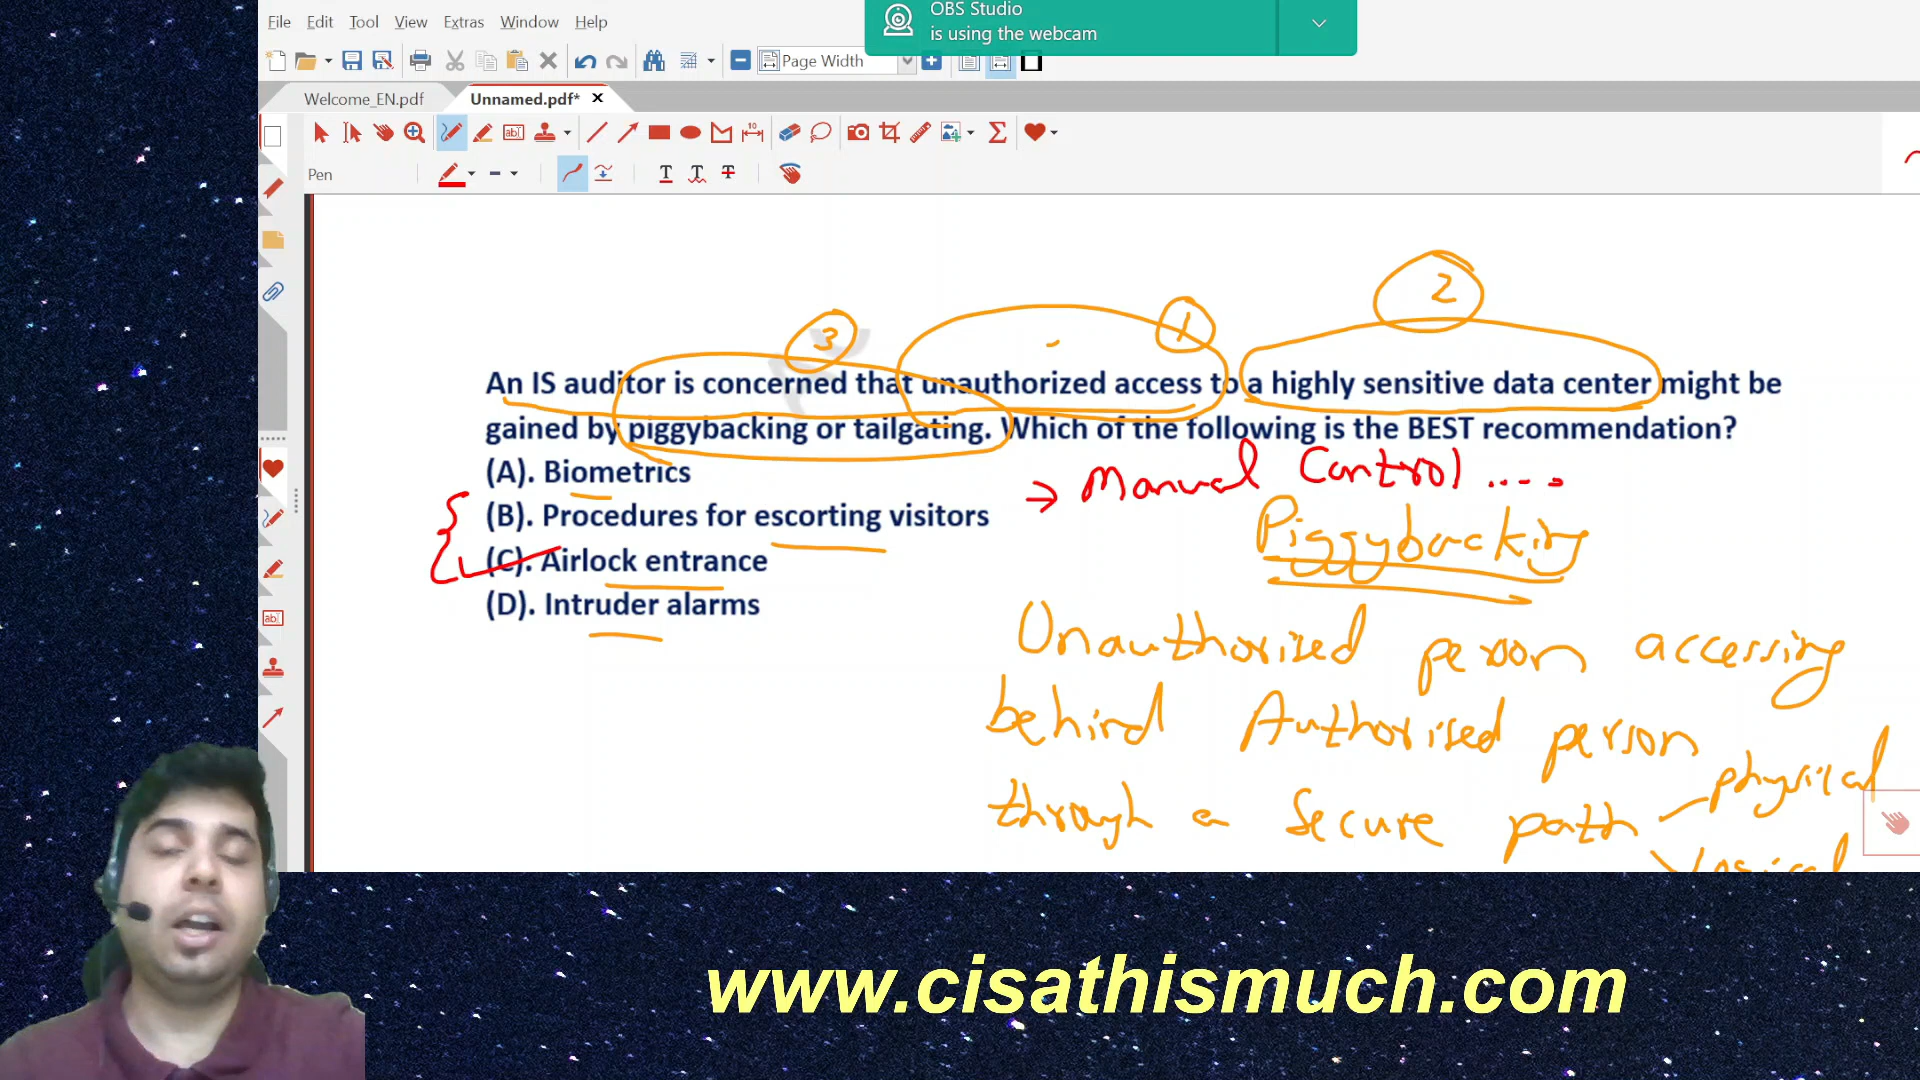 OBS Studio
is using the webcam
File Edit Tool View Extras Window Help
Page Width
Welcome_EN.pdf Unnamed.pdf*
Pen
2
1
3
An IS auditor is concerned that unauthorized access to a highly sensitive data center might be
gained by piggybacking or tailgating. Which of the following is the BEST recommendation?
(A). Biometrics
→ Manual Control ....
(B). Procedures for escorting visitors
Piggybacking
(C). Airlock entrance
(D). Intruder alarms
Unauthorized person accessing
behind Authorised person
physical
through a secure path
www.cisathismuch.com